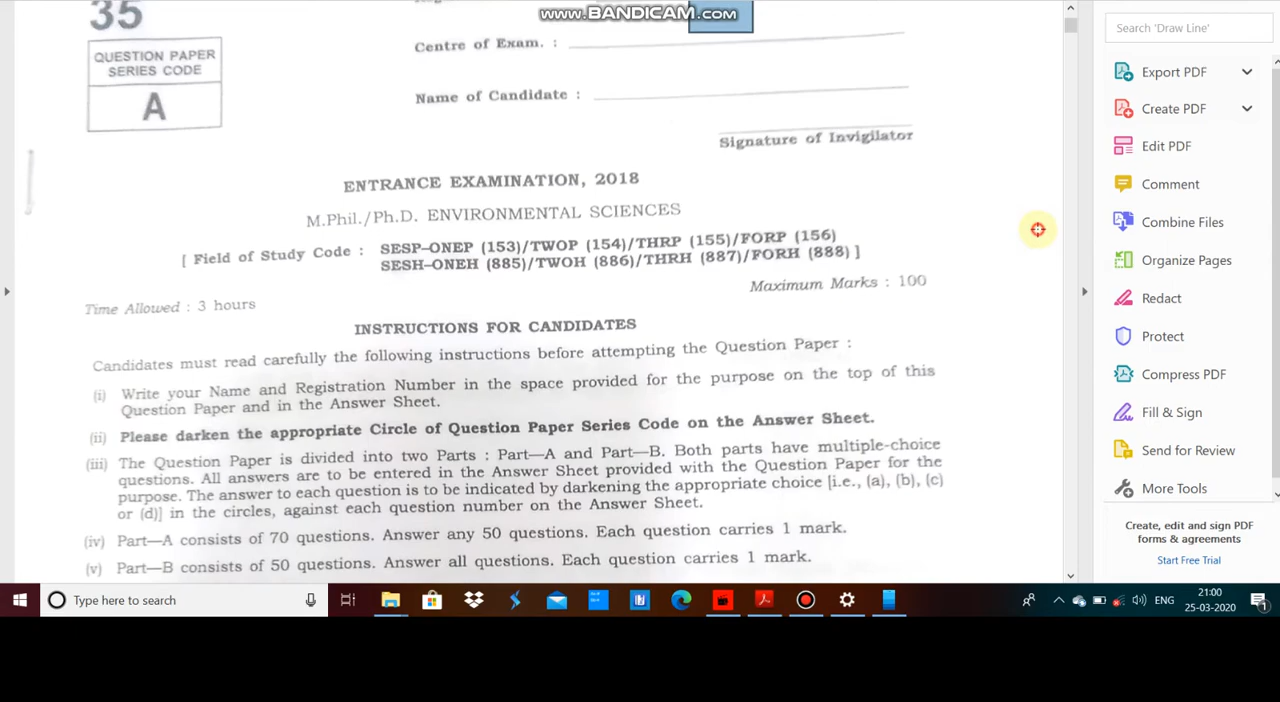 www.BANDICAM.com
35
QUESTION PAPER
SERIES CODE
A
Centre of Exam. :
Name of Candidate :
Signature of Invigilator
ENTRANCE EXAMINATION, 2018
M.Phil./Ph.D. ENVIRONMENTAL SCIENCES
[ Field of Study Code : SESP-ONEP (153)/TWOP (154)/THRP (155)/FORP (156)
SESH-ONEH (885)/TWOH (886)/THRH (887)/FORH (888) ]
Time Allowed : 3 hours
Maximum Marks : 100
INSTRUCTIONS FOR CANDIDATES
Candidates must read carefully the following instructions before attempting the Question Paper :
(i) Write your Name and Registration Number in the space provided for the purpose on the top of this
Question Paper and in the Answer Sheet.
(ii) Please darken the appropriate Circle of Question Paper Series Code on the Answer Sheet.
(iii) The Question Paper is divided into two Parts : Part—A and Part—B. Both parts have multiple-choice
questions. All answers are to be entered in the Answer Sheet provided with the Question Paper for the
purpose. The answer to each question is to be indicated by darkening the appropriate choice [i.e., (a), (b), (c)
or (d)] in the circles, against each question number on the Answer Sheet.
(iv) Part—A consists of 70 questions. Answer any 50 questions. Each question carries 1 mark.
(v) Part—B consists of 50 questions. Answer all questions. Each question carries 1 mark.
Search 'Draw Line'
Export PDF
Create PDF
Edit PDF
Comment
Combine Files
Organize Pages
Redact
Protect
Compress PDF
Fill & Sign
Send for Review
More Tools
Create, edit and sign PDF
forms & agreements
Start Free Trial
Type here to search
ENG
21:00
25-03-2020
1